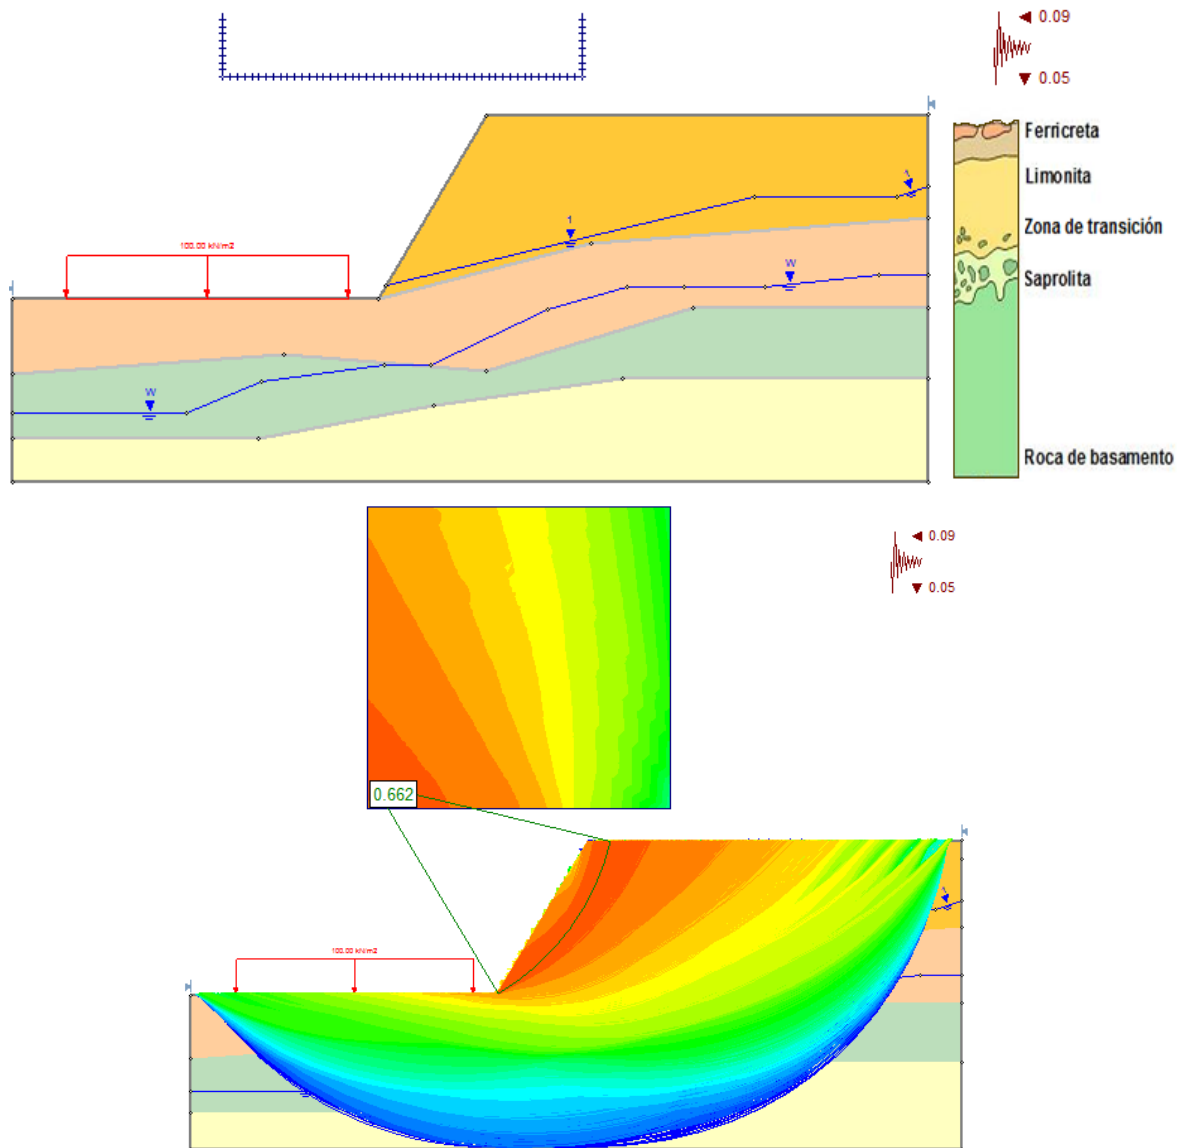 0.09
0.05
Ferricreta
1
1
Limonita
Zona de transición
100.00 kN/m2
W
Saprolita
W
Roca de basamento
0.09
0.05
0.662
1
100.00 kN/m2